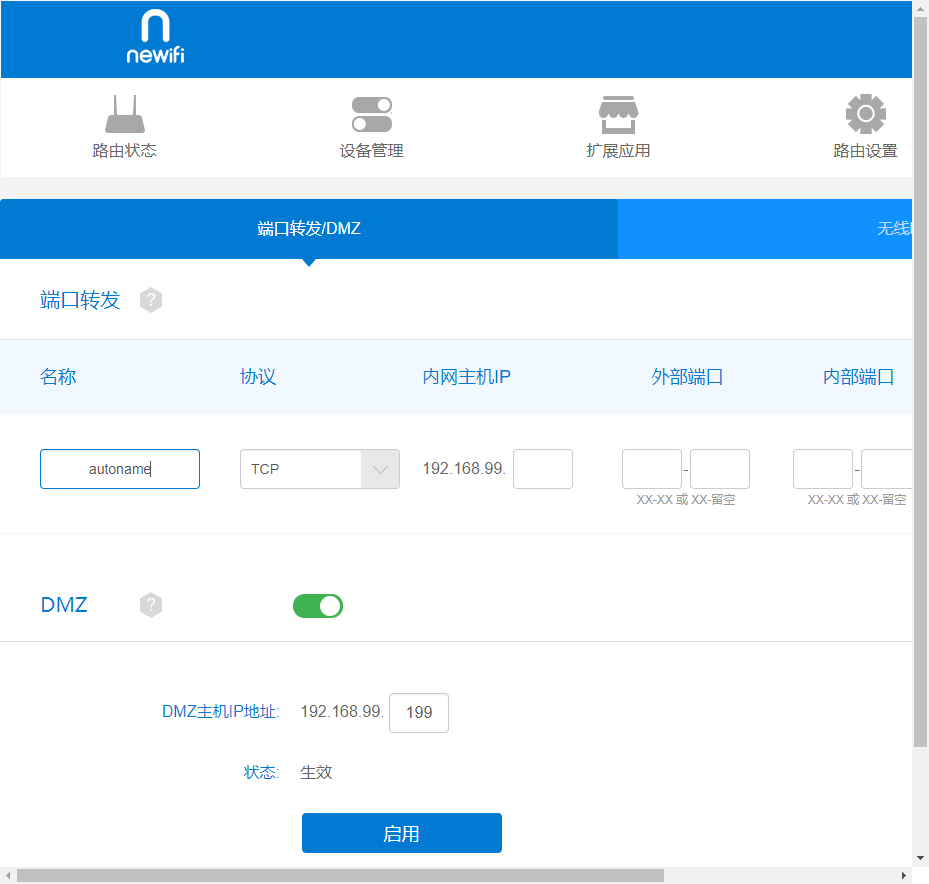 newifi
路由状态 设备管理 扩展应用 路由设置
端口转发/DMZ 无线
端口转发 ?
名称 协议 内网主机IP 外部端口 内部端口
autoname TCP 192.168.99. - -
XX-XX 或 XX-留空 XX-XX 或 XX-留空
DMZ ?
DMZ主机IP地址: 192.168.99. 199
状态: 生效
启用